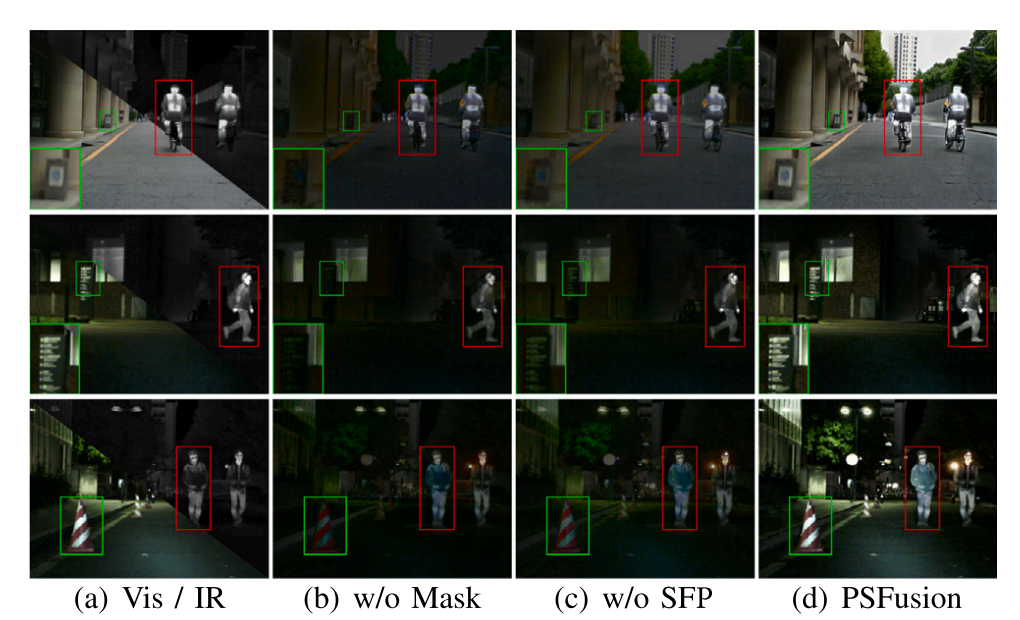 (a) Vis / IR
(b) w/o Mask
(c) w/o SFP
(d) PSFusion